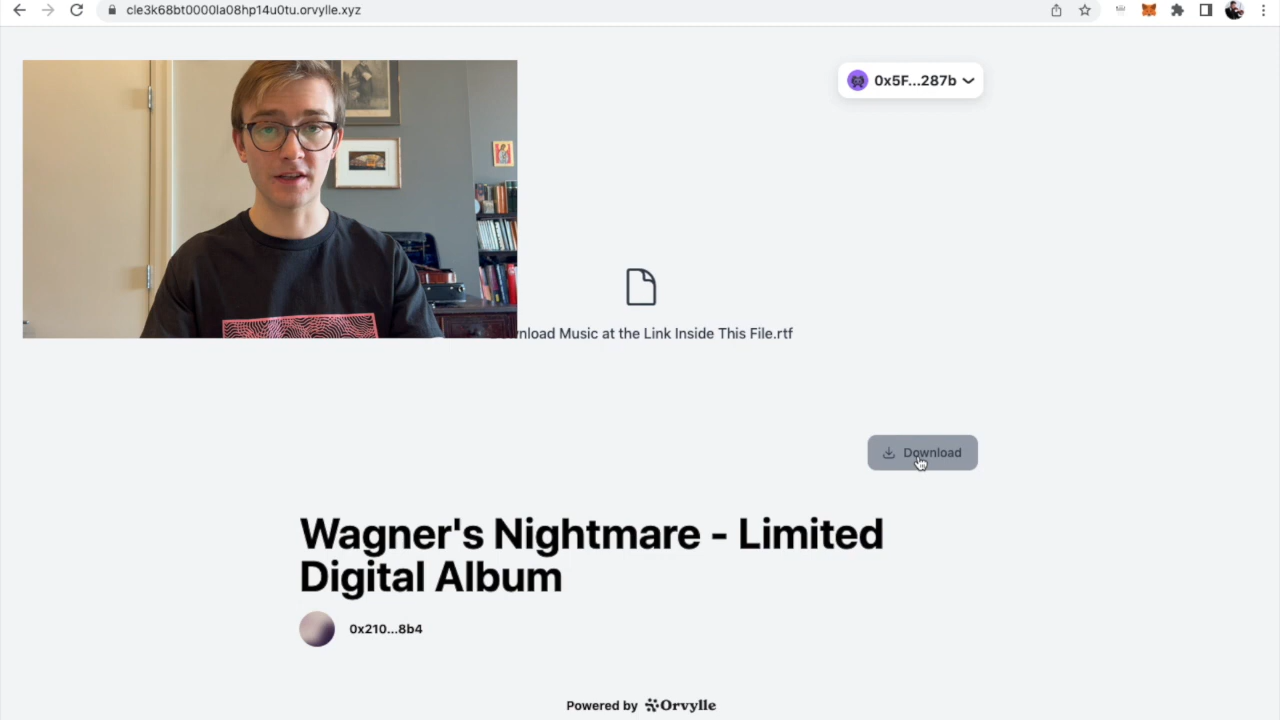 cle3k68bt0000la08hp14u0tu.orvylle.xyz
0x5F...287b
nload Music at the Link Inside This File.rtf
Download
Wagner's Nightmare - Limited
Digital Album
0x210...8b4
Powered by Orvylle